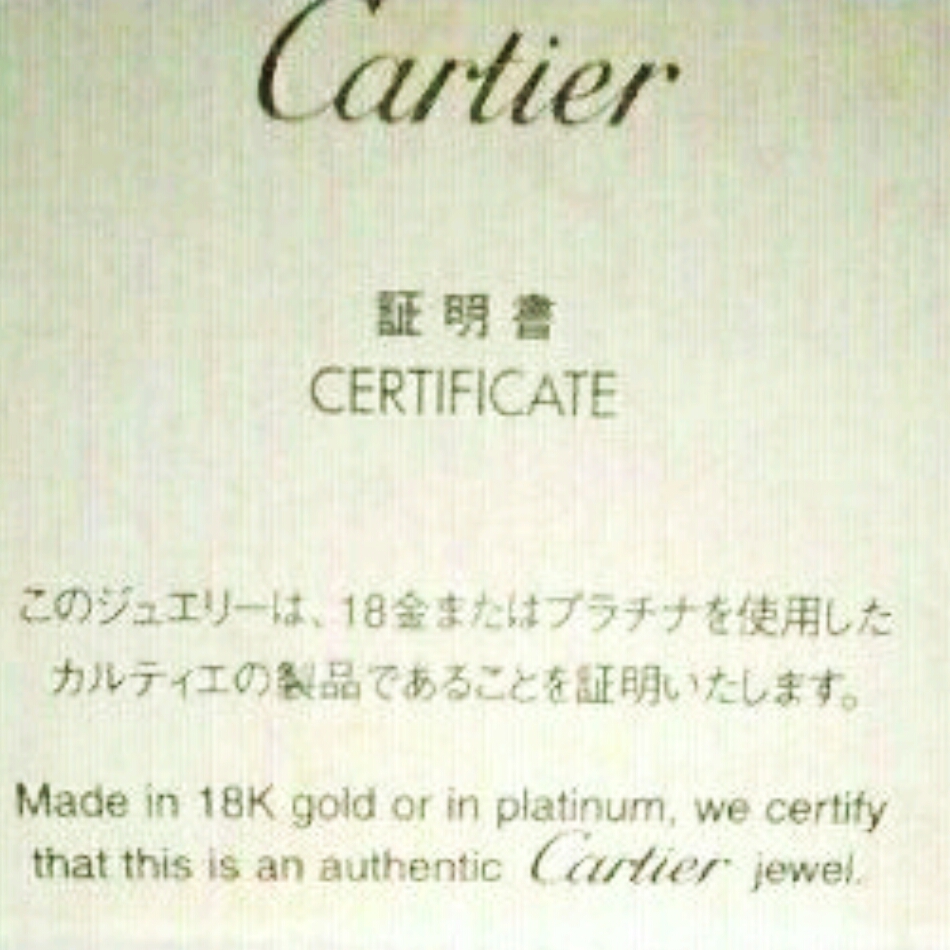 Cartier
証明書
CERTIFICATE
このジュエリーは、18金またはプラチナを使用した
カルティエの製品であることを証明いたします。
Made in 18K gold or in platinum, we certify
that this is an authentic Cartier jewel.